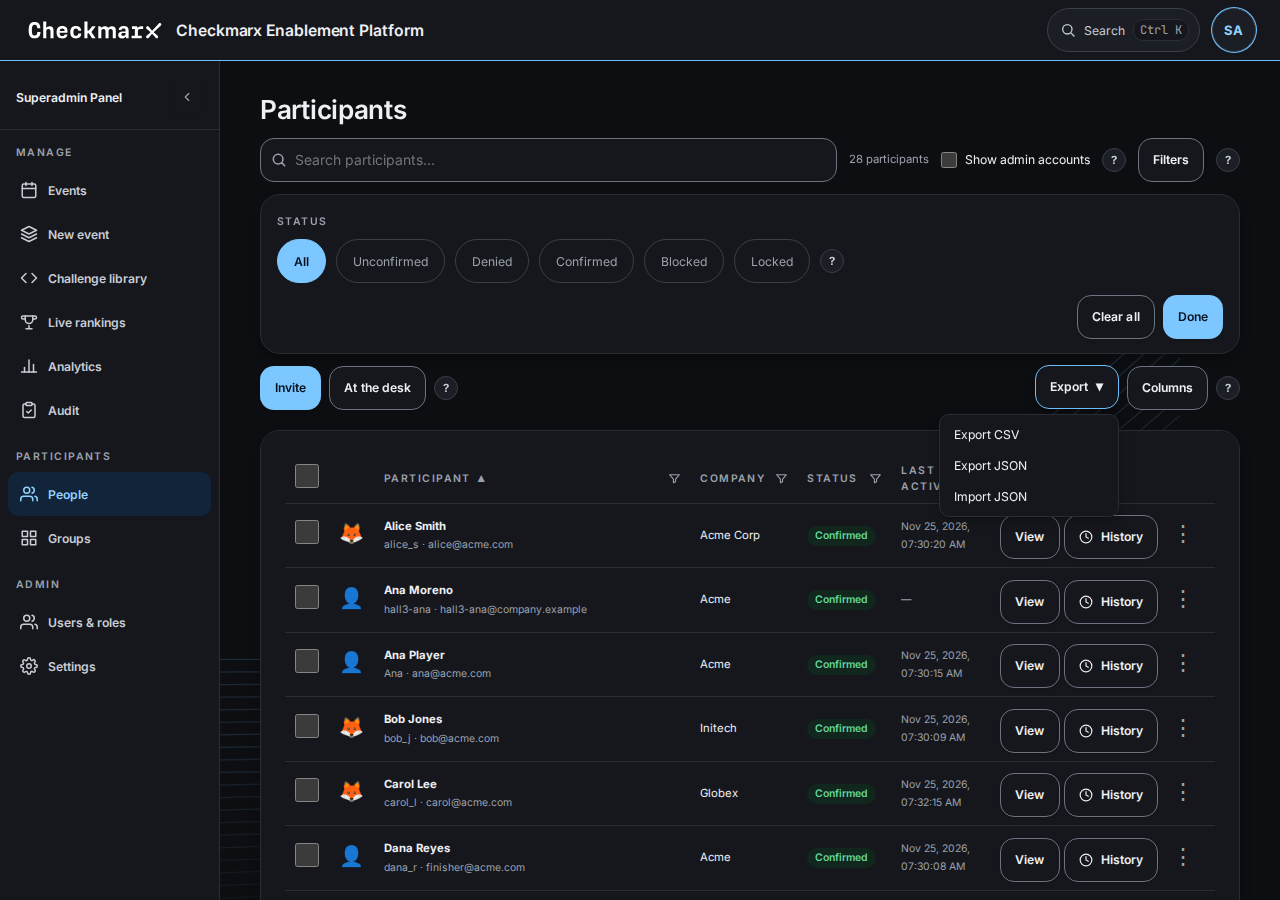 Checkmarx Checkmarx Enablement Platform Search Ctrl K SA
Superadmin Panel
MANAGE
Events
New event
Challenge library
Live rankings
Analytics
Audit
PARTICIPANTS
People
Groups
ADMIN
Users & roles
Settings
Participants
Search participants... 28 participants Show admin accounts ? Filters ?
STATUS
All Unconfirmed Denied Confirmed Blocked Locked ?
Clear all Done
Invite At the desk ? Export ▼ Columns ?
Export CSV
Export JSON
Import JSON
PARTICIPANT ▲ COMPANY STATUS LAST
Alice Smith
alice_s · alice@acme.com
Acme Corp Confirmed Nov 25, 2026,
07:30:20 AM
View History
Ana Moreno
hall3-ana · hall3-ana@company.example
Acme Confirmed — View History
Ana Player
Ana · ana@acme.com
Acme Confirmed Nov 25, 2026,
07:30:15 AM
View History
Bob Jones
bob_j · bob@acme.com
Initech Confirmed Nov 25, 2026,
07:30:09 AM
View History
Carol Lee
carol_l · carol@acme.com
Globex Confirmed Nov 25, 2026,
07:32:15 AM
View History
Dana Reyes
dana_r · finisher@acme.com
Acme Confirmed Nov 25, 2026,
07:30:08 AM
View History